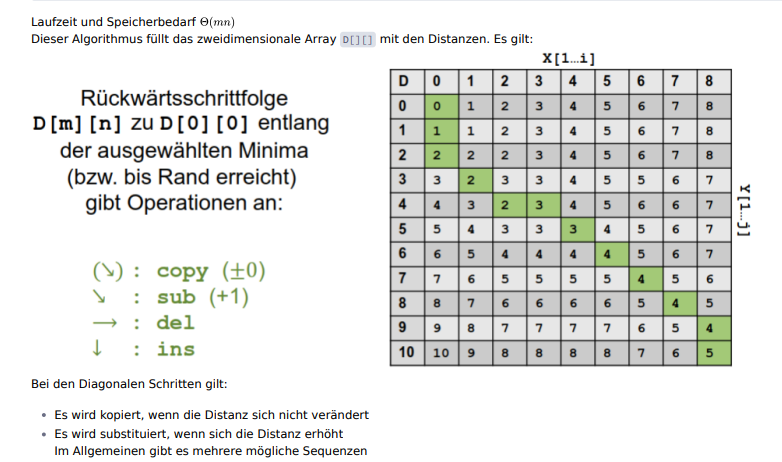 Laufzeit und Speicherbedarf Θ(mn)
Dieser Algorithmus füllt das zweidimensionale Array D[][] mit den Distanzen. Es gilt:
Rückwärtsschrittfolge
D[m][n] zu D[0][0] entlang
der ausgewählten Minima
(bzw. bis Rand erreicht)
gibt Operationen an:
(↘) : copy (±0)
↘ : sub (+1)
→ : del
↓ : ins
X[1…i]
D 0 1 2 3 4 5 6 7 8
0 0 1 2 3 4 5 6 7 8
1 1 1 2 3 4 5 6 7 8
2 2 2 2 3 4 5 6 7 8
3 3 2 3 3 4 5 5 6 7
4 4 3 2 3 4 5 6 6 7
5 5 4 3 3 3 4 5 6 7
6 6 5 4 4 4 4 5 6 7
7 7 6 5 5 5 5 4 5 6
8 8 7 6 6 6 6 5 4 5
9 9 8 7 7 7 7 6 5 4
10 10 9 8 8 8 8 7 6 5
Y[1…j]
Bei den Diagonalen Schritten gilt:
• Es wird kopiert, wenn die Distanz sich nicht verändert
• Es wird substituiert, wenn sich die Distanz erhöht
Im Allgemeinen gibt es mehrere mögliche Sequenzen